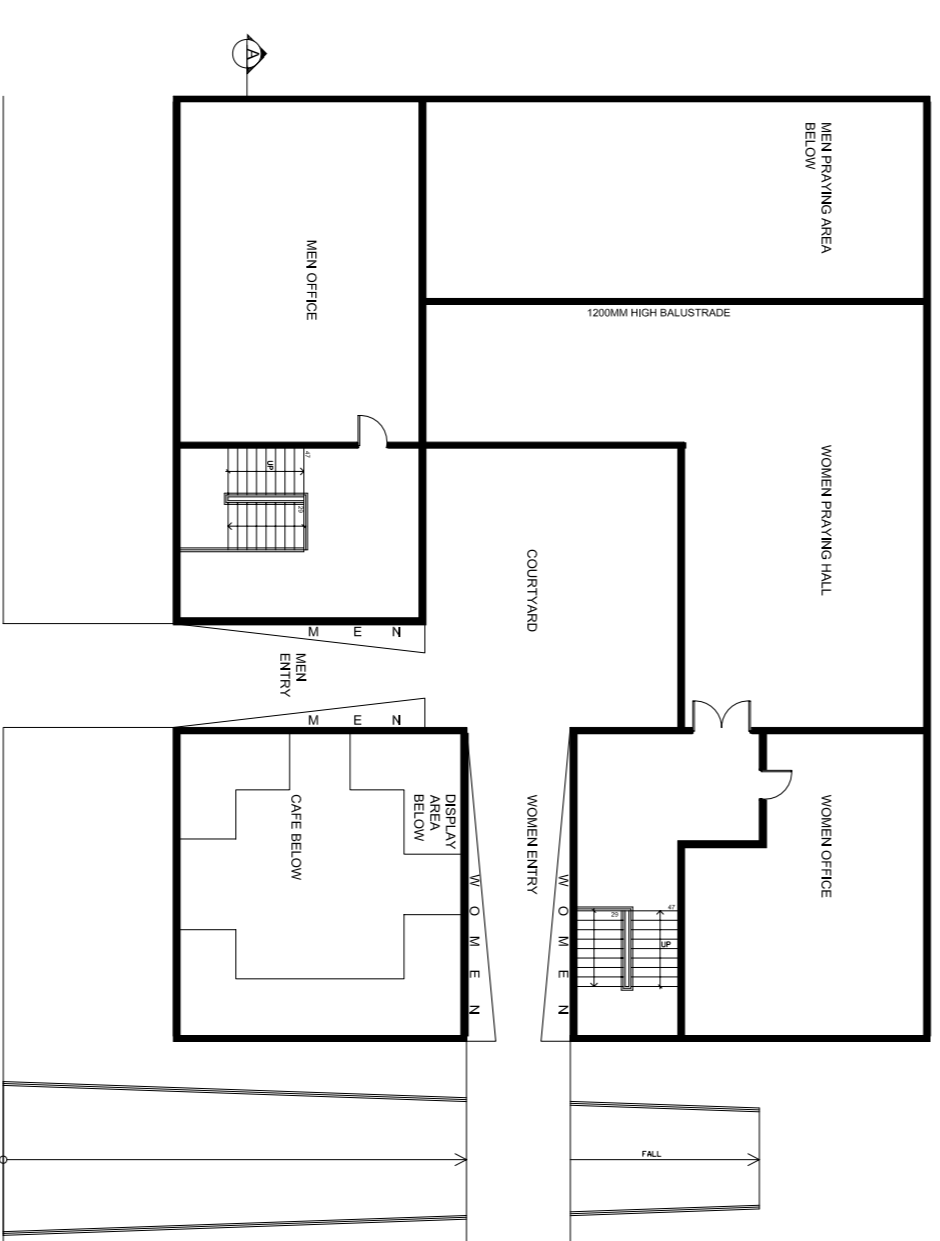 A
MEN PRAYING AREA
BELOW
MEN OFFICE
1200MM HIGH BALUSTRADE
WOMEN PRAYING HALL
47
UP
29
COURTYARD
M E N
MEN
ENTRY
M E N
CAFE BELOW
DISPLAY
AREA
BELOW
WOMEN ENTRY
WOMEN OFFICE
W O M E N
W O M E N
47
29
UP
FALL